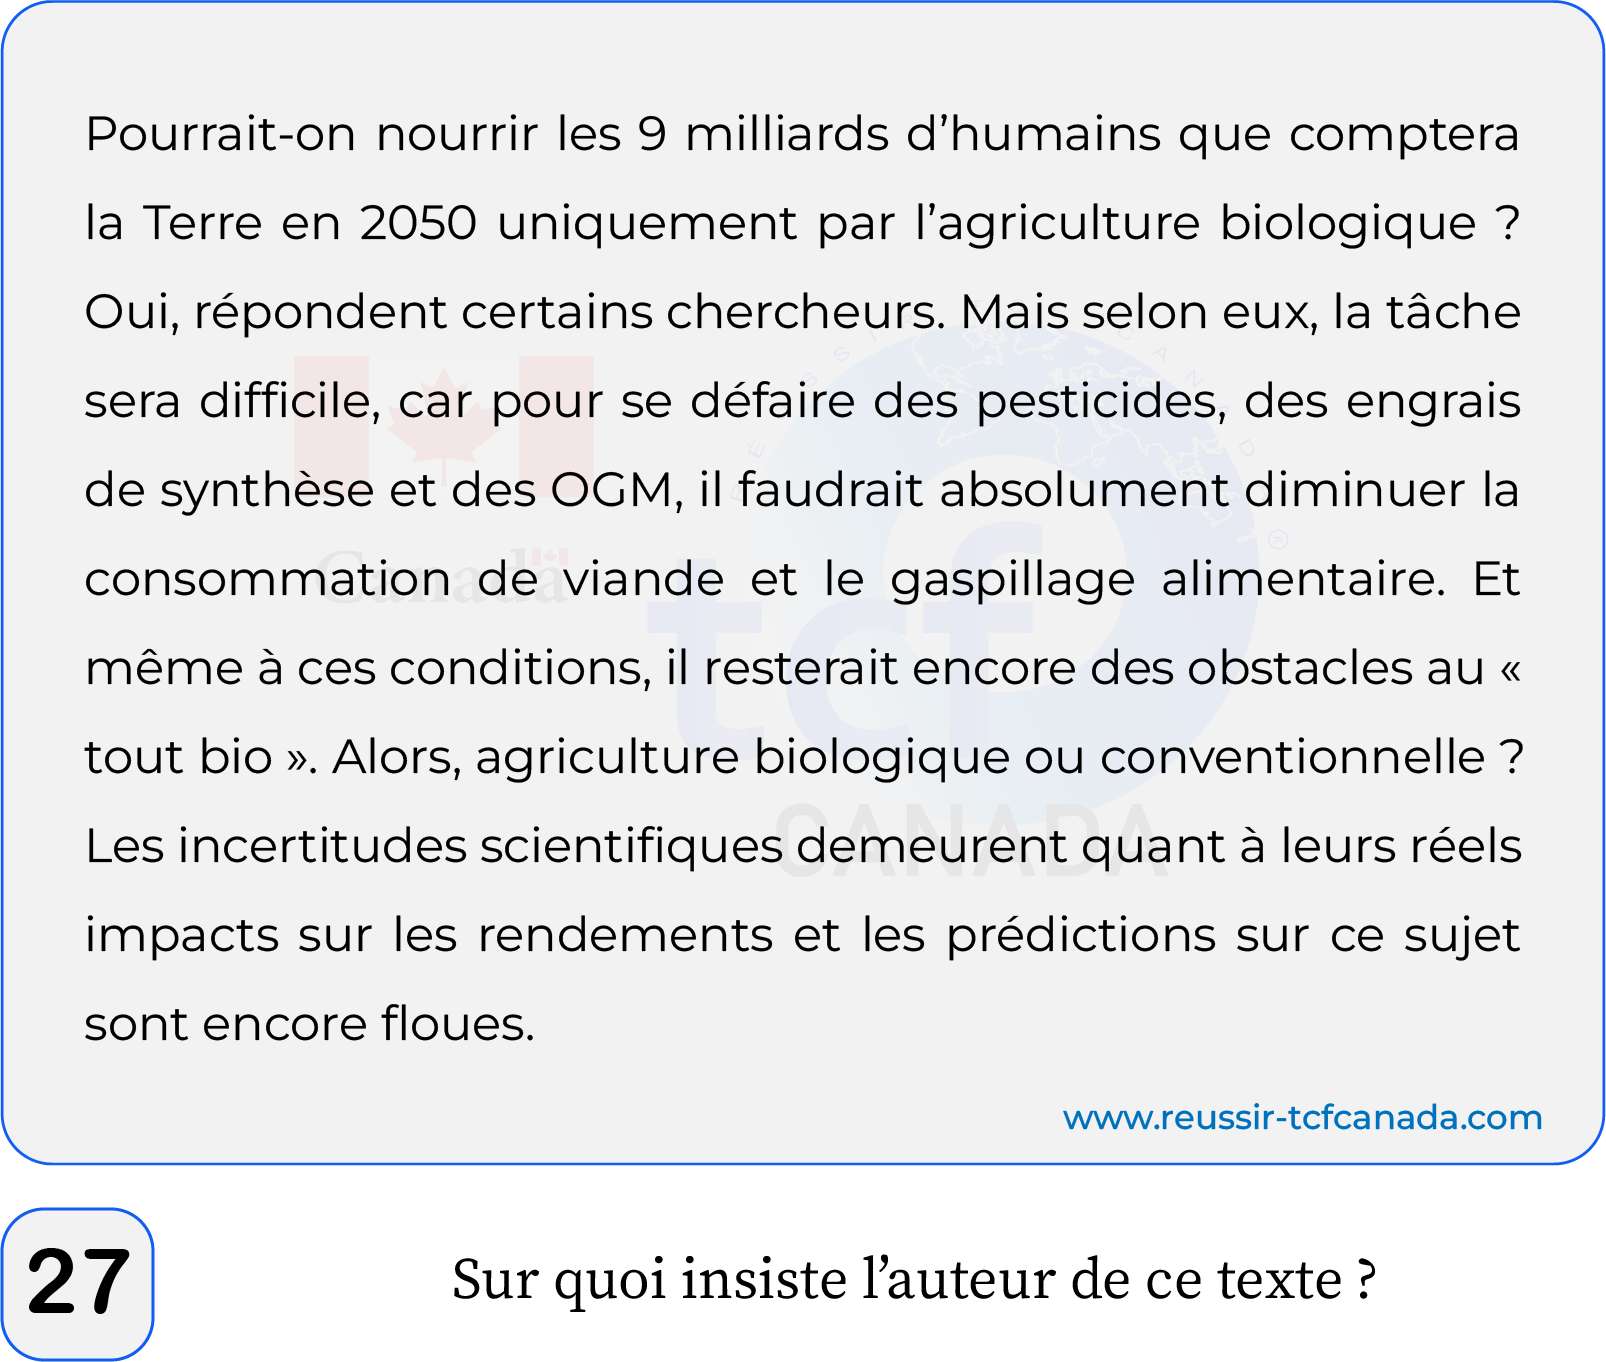 Pourrait-on nourrir les 9 milliards d’humains que comptera
la Terre en 2050 uniquement par l’agriculture biologique ?
Oui, répondent certains chercheurs. Mais selon eux, la tâche
sera difficile, car pour se défaire des pesticides, des engrais
de synthèse et des OGM, il faudrait absolument diminuer la
consommation de viande et le gaspillage alimentaire. Et
même à ces conditions, il resterait encore des obstacles au «
tout bio ». Alors, agriculture biologique ou conventionnelle ?
Les incertitudes scientifiques demeurent quant à leurs réels
impacts sur les rendements et les prédictions sur ce sujet
sont encore floues.
Canada
tcf
CANADA
®
www.reussir-tcfcanada.com
27
Sur quoi insiste l’auteur de ce texte ?